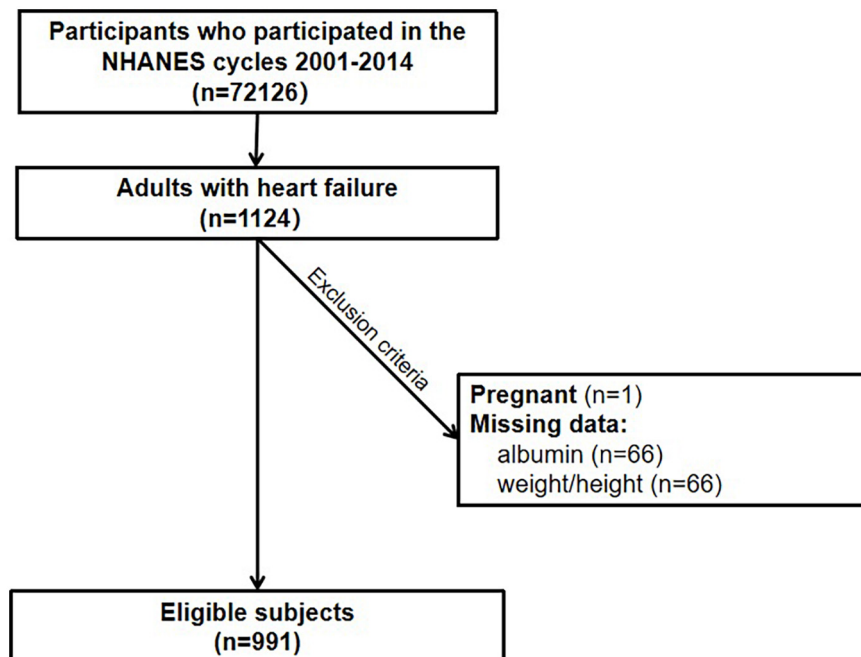 Participants who participated in the
NHANES cycles 2001-2014
(n=72126)
Adults with heart failure
(n=1124)
Exclusion criteria
Pregnant (n=1)
Missing data:
albumin (n=66)
weight/height (n=66)
Eligible subjects
(n=991)